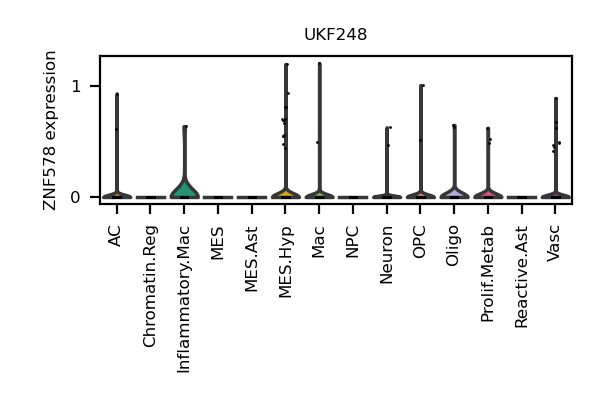 UKF248
ZNF578 expression
1
0
AC
Chromatin.Reg
Inflammatory.Mac
MES
MES.Ast
MES.Hyp
Mac
NPC
Neuron
OPC
Oligo
Prolif.Metab
Reactive.Ast
Vasc